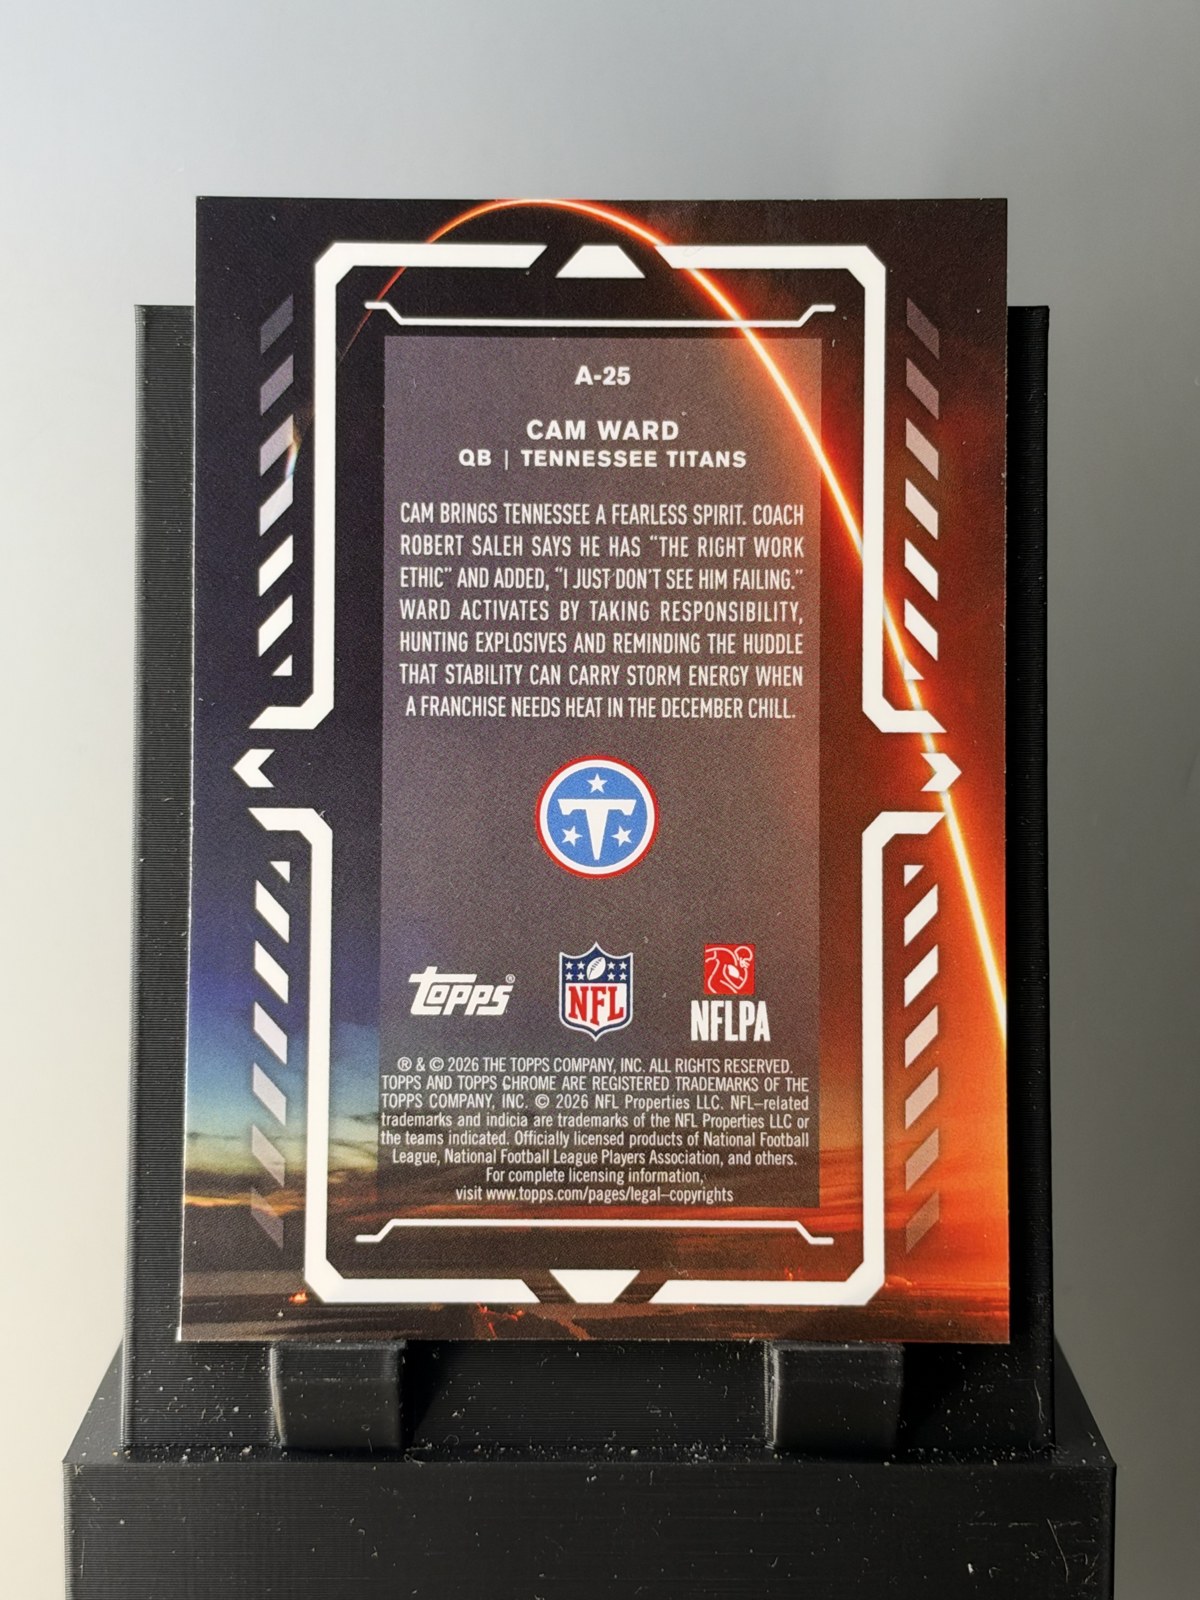 A-25
CAM WARD
QB | TENNESSEE TITANS
CAM BRINGS TENNESSEE A FEARLESS SPIRIT. COACH
ROBERT SALEH SAYS HE HAS "THE RIGHT WORK
ETHIC" AND ADDED, "I JUST DON'T SEE HIM FAILING."
WARD ACTIVATES BY TAKING RESPONSIBILITY,
HUNTING EXPLOSIVES AND REMINDING THE HUDDLE
THAT STABILITY CAN CARRY STORM ENERGY WHEN
A FRANCHISE NEEDS HEAT IN THE DECEMBER CHILL.
T
topps® NFL NFLPA
® & © 2026 THE TOPPS COMPANY, INC. ALL RIGHTS RESERVED.
TOPPS AND TOPPS CHROME ARE REGISTERED TRADEMARKS OF THE
TOPPS COMPANY, INC. © 2026 NFL Properties LLC. NFL–related
trademarks and indicia are trademarks of the NFL Properties LLC or
the teams indicated. Officially licensed products of National Football
League, National Football League Players Association, and others.
For complete licensing information,
visit www.topps.com/pages/legal–copyrights